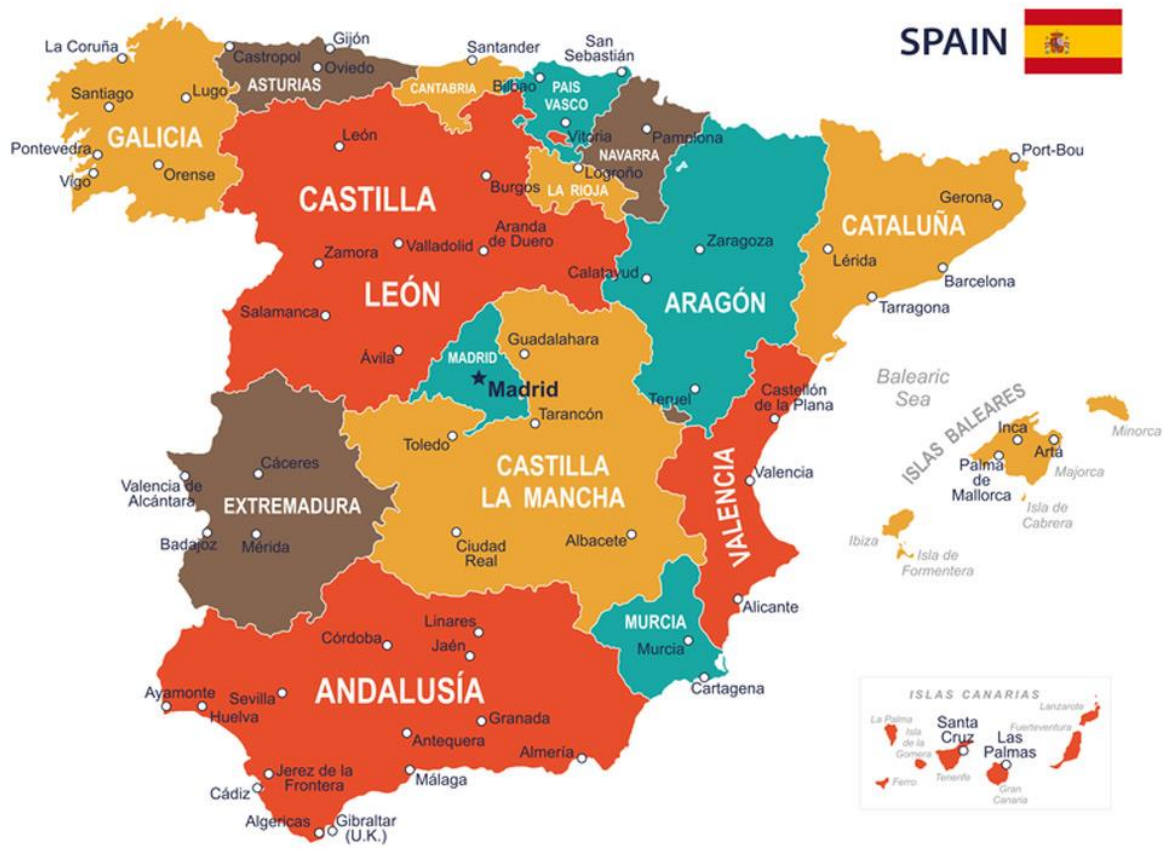 SPAIN
La Coruña
Castropol
Gijón
Oviedo
ASTURIAS
Santander
CANTABRIA
San
Sebastián
Bilbao
PAIS
VASCO
Vitoria
Santiago
Lugo
GALICIA
Pontevedra
Vigo
Orense
León
Pamplona
NAVARRA
Logroño
LA RIOJA
Burgos
Port-Bou
Gerona
CASTILLA
LEÓN
Zamora
Valladolid
Aranda
de Duero
Zaragoza
CATALUÑA
Lérida
Barcelona
Tarragona
Calatayud
ARAGÓN
Salamanca
Ávila
MADRID
Madrid
Guadalahara
Teruel
Castellón
de la Plana
Balearic
Sea
ISLAS BALEARES
Minorca
Inca
Artà
Palma
de
Mallorca
Majorca
Isla de
Cabrera
Ibiza
Isla de
Formentera
Tarancón
Toledo
CASTILLA
LA MANCHA
VALENCIA
Valencia
Cáceres
Valencia de
Alcántara
EXTREMADURA
Badajoz
Mérida
Ciudad
Real
Albacete
Alicante
MURCIA
Murcia
Cartagena
Linares
Córdoba
Jaén
ANDALUSÍA
Ayamonte
Huelva
Sevilla
Granada
Antequera
Almería
Málaga
Jerez de la
Frontera
Cádiz
Algericas
Gibraltar
(U.K.)
ISLAS CANARIAS
Lanzarote
La Palma
Isla
de la
Gomera
Santa
Cruz
Fuerteventura
Las
Palmas
Ferro
Tenerife
Gran
Canaria